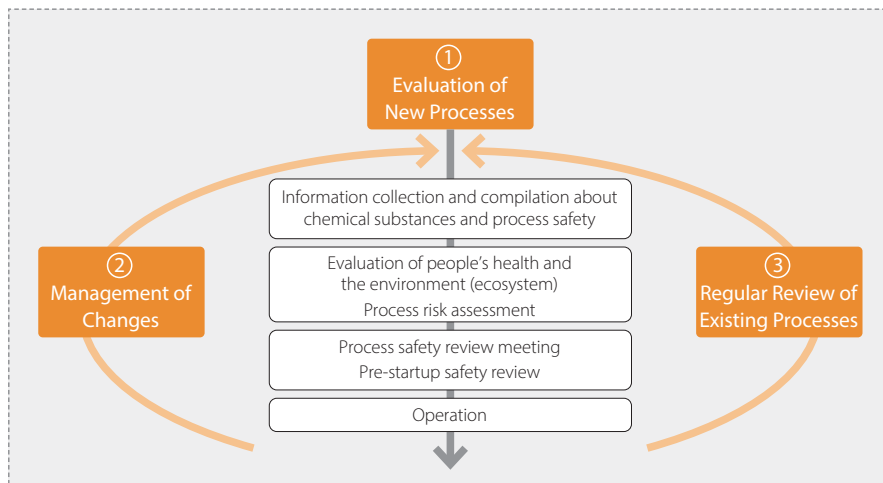 ①
Evaluation of
New Processes
Information collection and compilation about
chemical substances and process safety
②
Management of
Changes
Evaluation of people’s health and
the environment (ecosystem)
Process risk assessment
③
Regular Review of
Existing Processes
Process safety review meeting
Pre-startup safety review
Operation